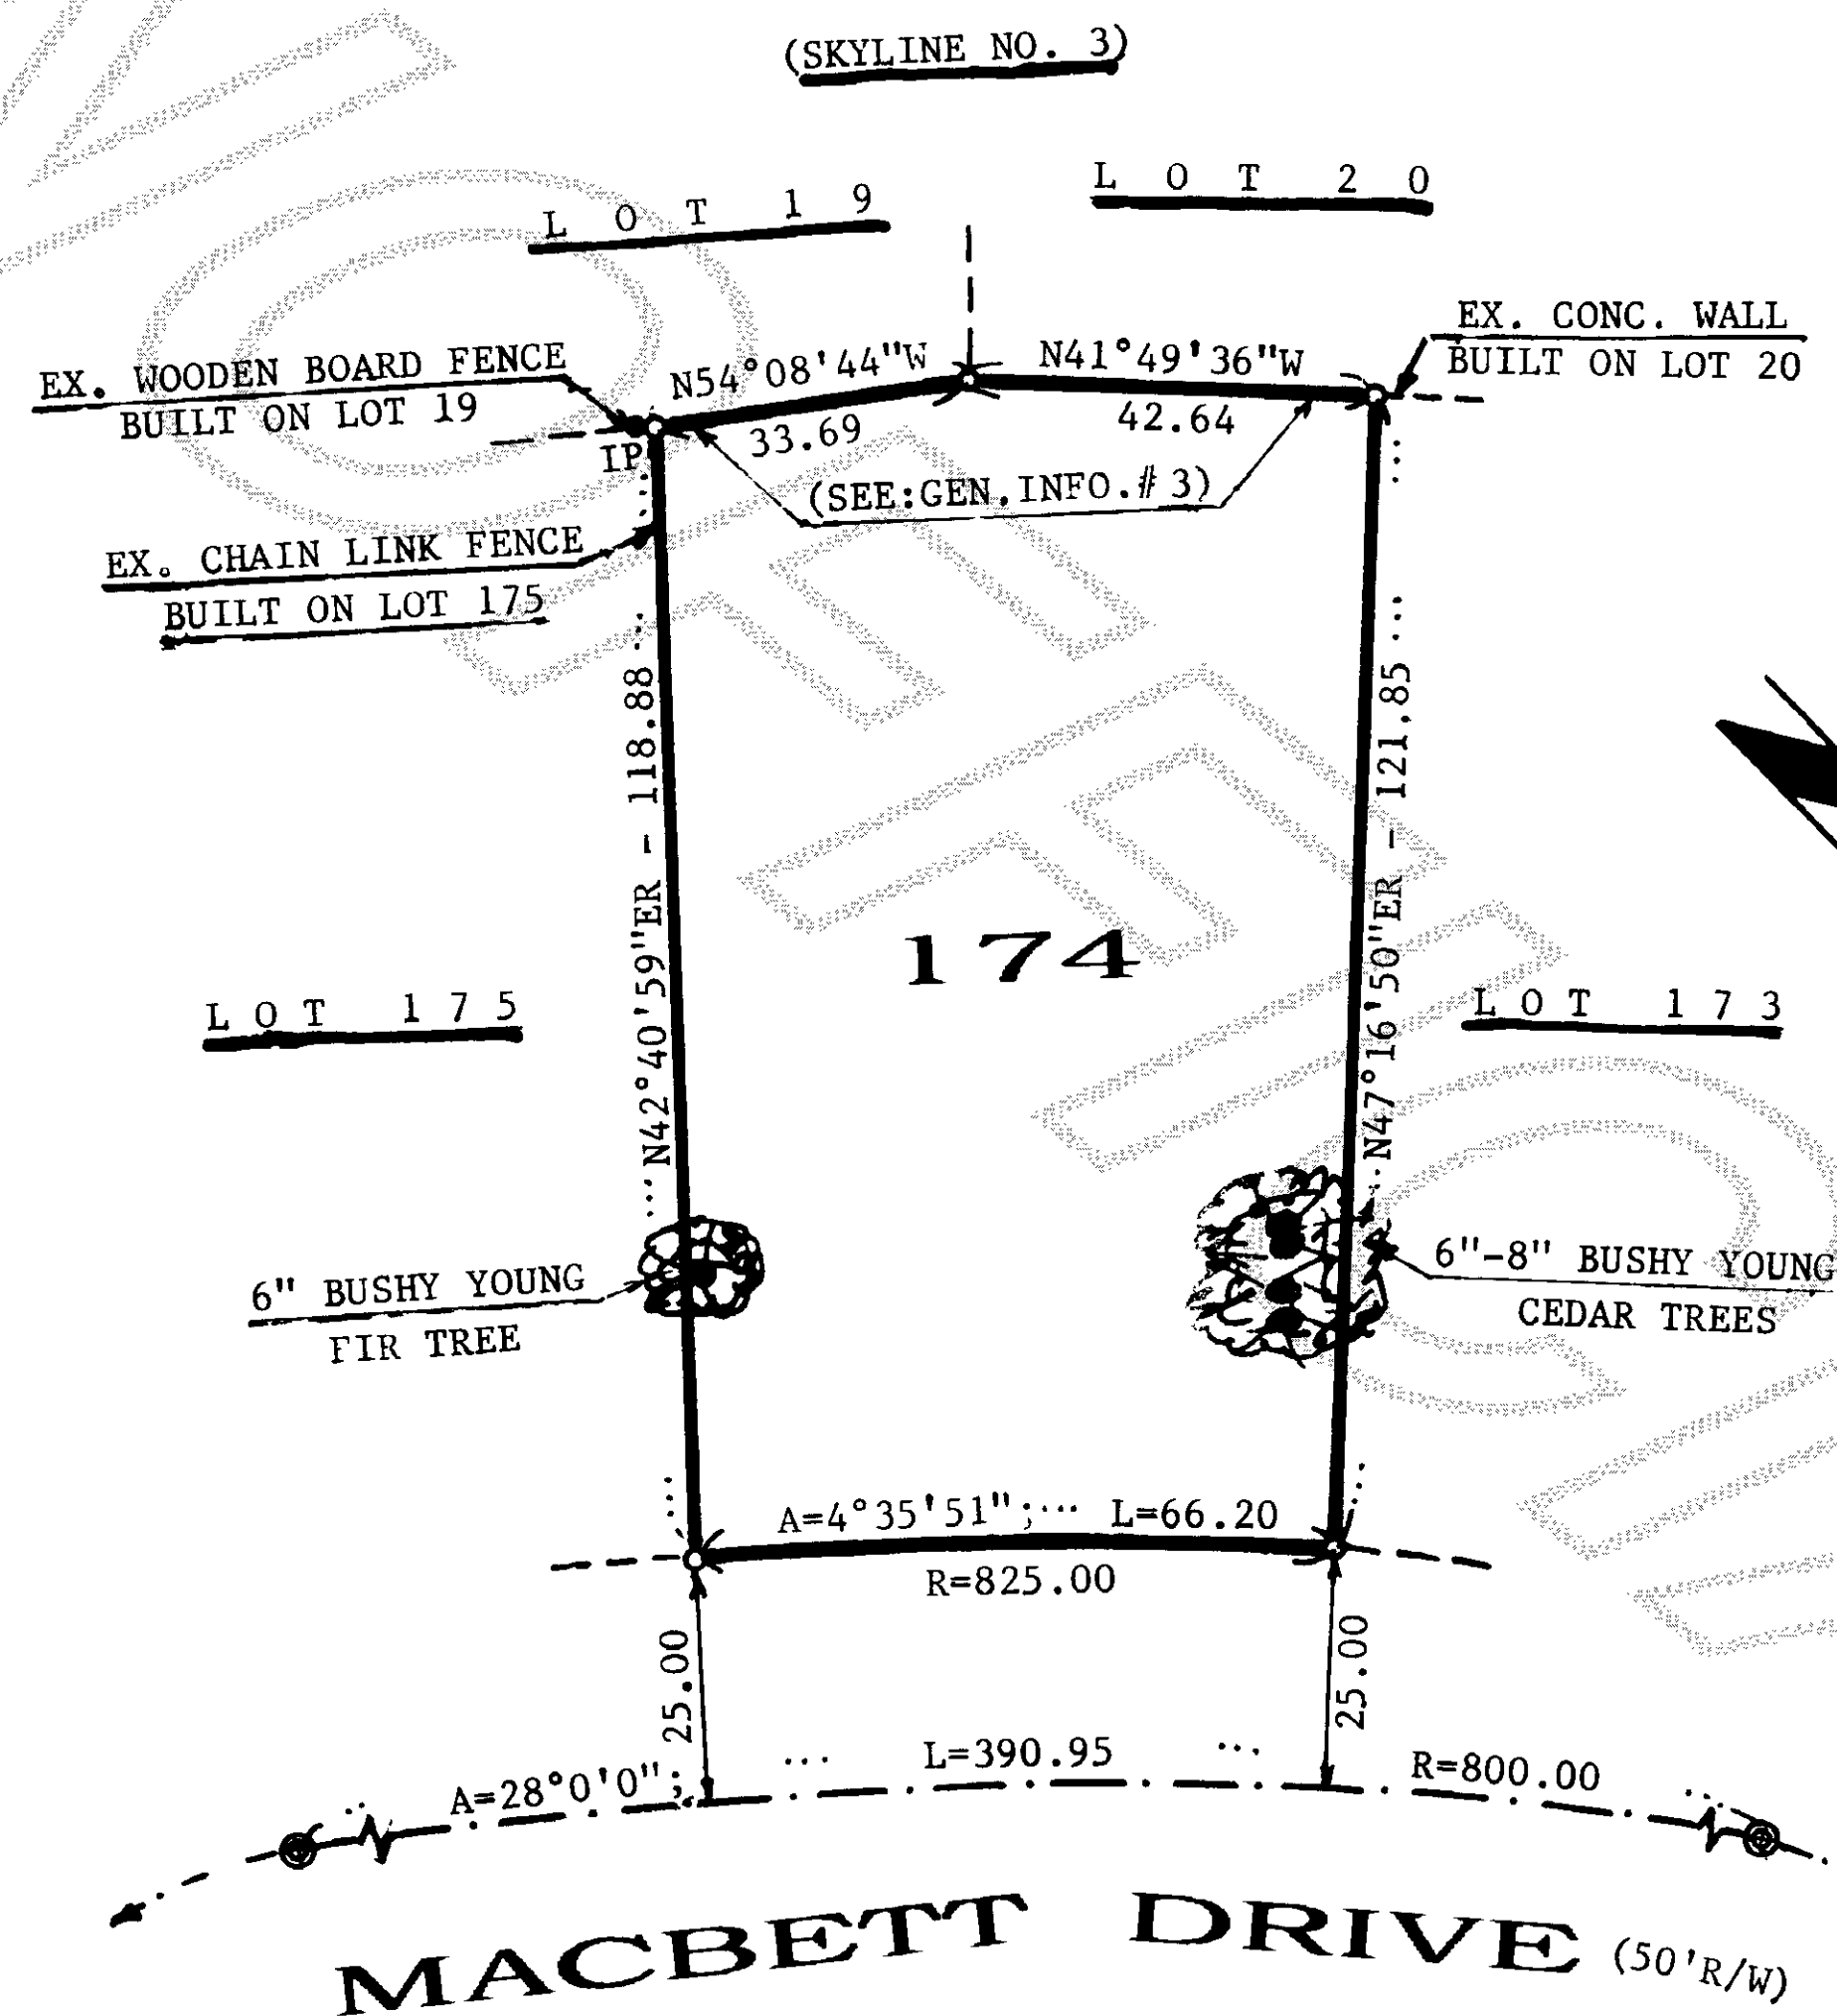 (SKYLINE NO. 3)
LOT 19
LOT 20
EX. CONC. WALL
BUILT ON LOT 20
EX. WOODEN BOARD FENCE
BUILT ON LOT 19
N54°08'44"W
33.69
N41°49'36"W
42.64
IP
(SEE:GEN.INFO.#3)
EX. CHAIN LINK FENCE
BUILT ON LOT 175
...N42°40'59"ER - 118.88...
...N47°16'50"ER - 121.85...
174
LOT 175
LOT 173
6" BUSHY YOUNG
FIR TREE
6"-8" BUSHY YOUNG
CEDAR TREES
A=4°35'51";... L=66.20
R=825.00
25.00
25.00
A=28°0'0"; ... L=390.95 ... R=800.00
MACBETT DRIVE (50'R/W)